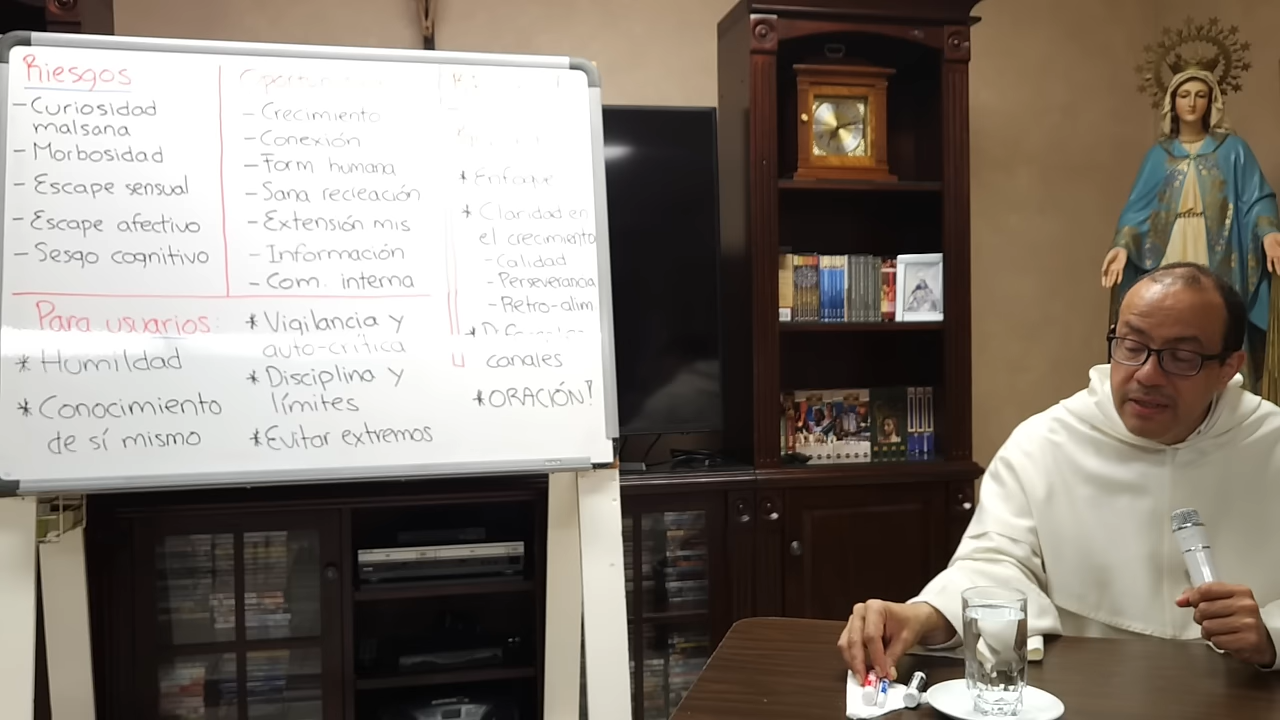 Riesgos
- Curiosidad
malsana
- Morbosidad
- Escape sensual
- Escape afectivo
- Sesgo cognitivo
- Crecimiento
- Conexión
- Form humana
- Sana recreación
- Extensión mis
- Información
- Com. interna
* Enfoque
* Claridad en
el crecimiento
- Calidad
- Perseverancia
- Retro-alim
canales
* ORACIÓN!
Para usuarios:
* Humildad
* Conocimiento
de sí mismo
* Vigilancia y
auto-crítica
* Disciplina y
límites
* Evitar extremos